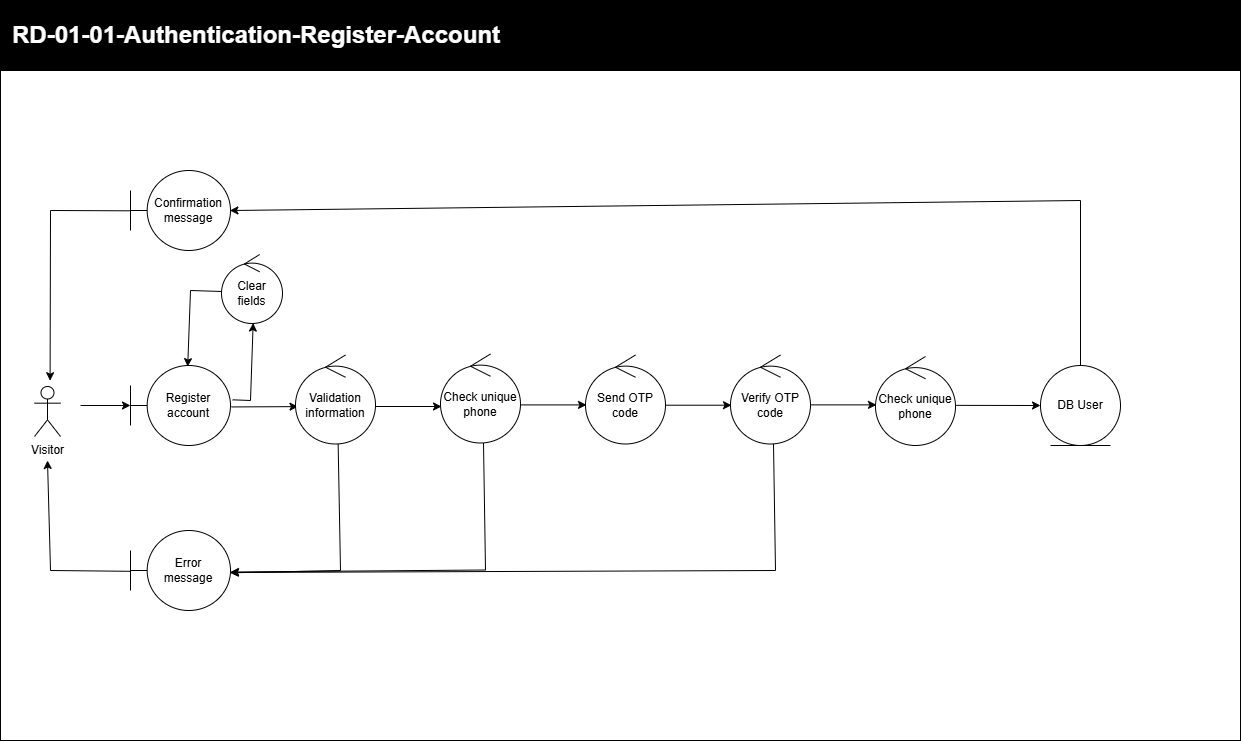 RD-01-01-Authentication-Register-Account
Confirmation
message
Clear
fields
Register
account
Validation
information
Check unique
phone
Send OTP
code
Verify OTP
code
Check unique
phone
DB User
Visitor
Error
message